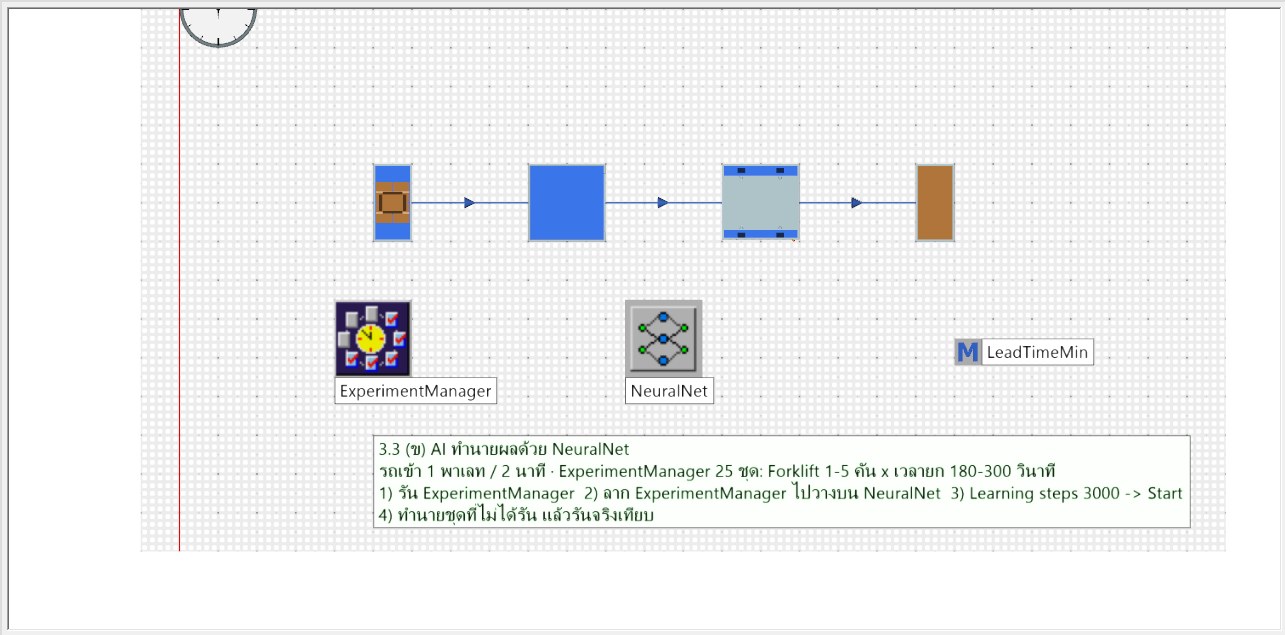 ExperimentManager
NeuralNet
M LeadTimeMin
3.3 (ข) AI ทำนายผลด้วย NeuralNet
รถเข้า 1 พาเลท / 2 นาที · ExperimentManager 25 ชุด: Forklift 1-5 คัน x เวลายก 180-300 วินาที
1) รัน ExperimentManager 2) ลาก ExperimentManager ไปวางบน NeuralNet 3) Learning steps 3000 -> Start
4) ทำนายชุดที่ไม่ได้รัน แล้วรันจริงเทียบ